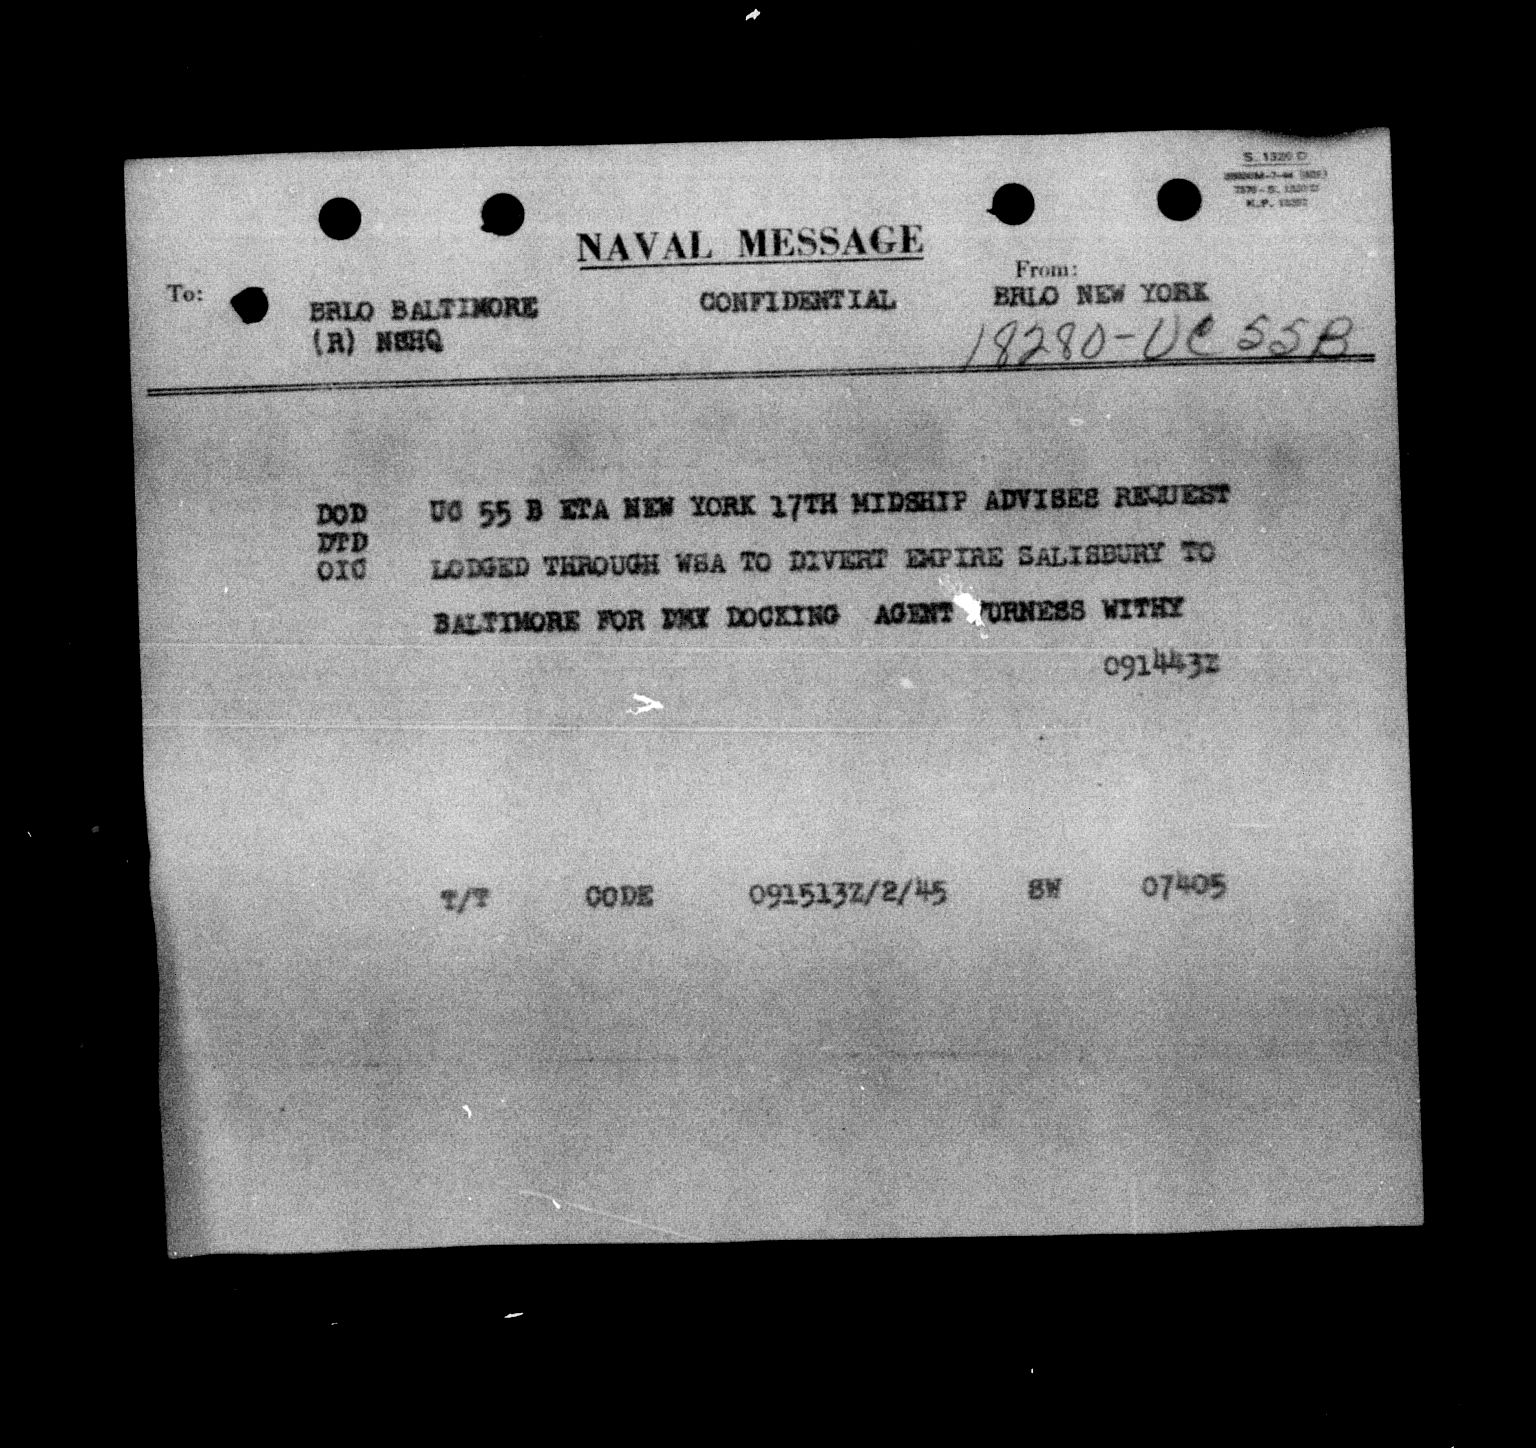 S. 1320 D
NAVAL MESSAGE
To:
From:
BRLO BALTIMORE
CONFIDENTIAL
BRLO NEW YORK
(R) NSHQ
18280-UC 55B
DOD UC 55 B ETA NEW YORK 17TH MIDSHIP ADVISES REQUEST
DTD
OIC LODGED THROUGH WSA TO DIVERT EMPIRE SALISBURY TO
BALTIMORE FOR DMX DOCKING AGENT FURNESS WITHY
091443Z
T/T CODE 091513Z/2/45 SW 07405